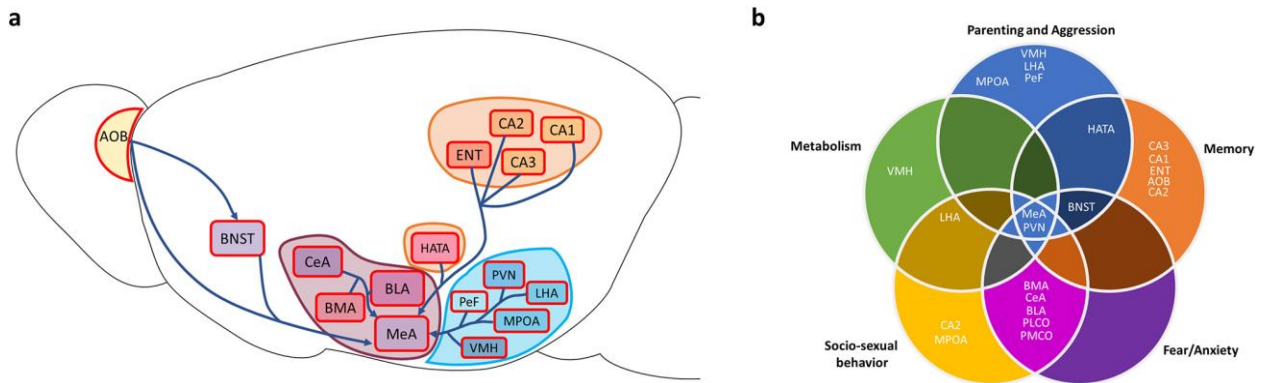 a
AOB
BNST
CeA
BMA
BLA
MeA
HATA
ENT
CA2
CA3
CA1
PeF
PVN
LHA
MPOA
VMH
b
Parenting and Aggression
VMH
LHA
PeF
MPOA
HATA
Metabolism
VMH
Memory
CA3
CA1
ENT
AOB
CA2
LHA
MeA
PVN
BNST
BMA
CeA
BLA
PLCO
PMCO
CA2
MPOA
Socio-sexual
behavior
Fear/Anxiety